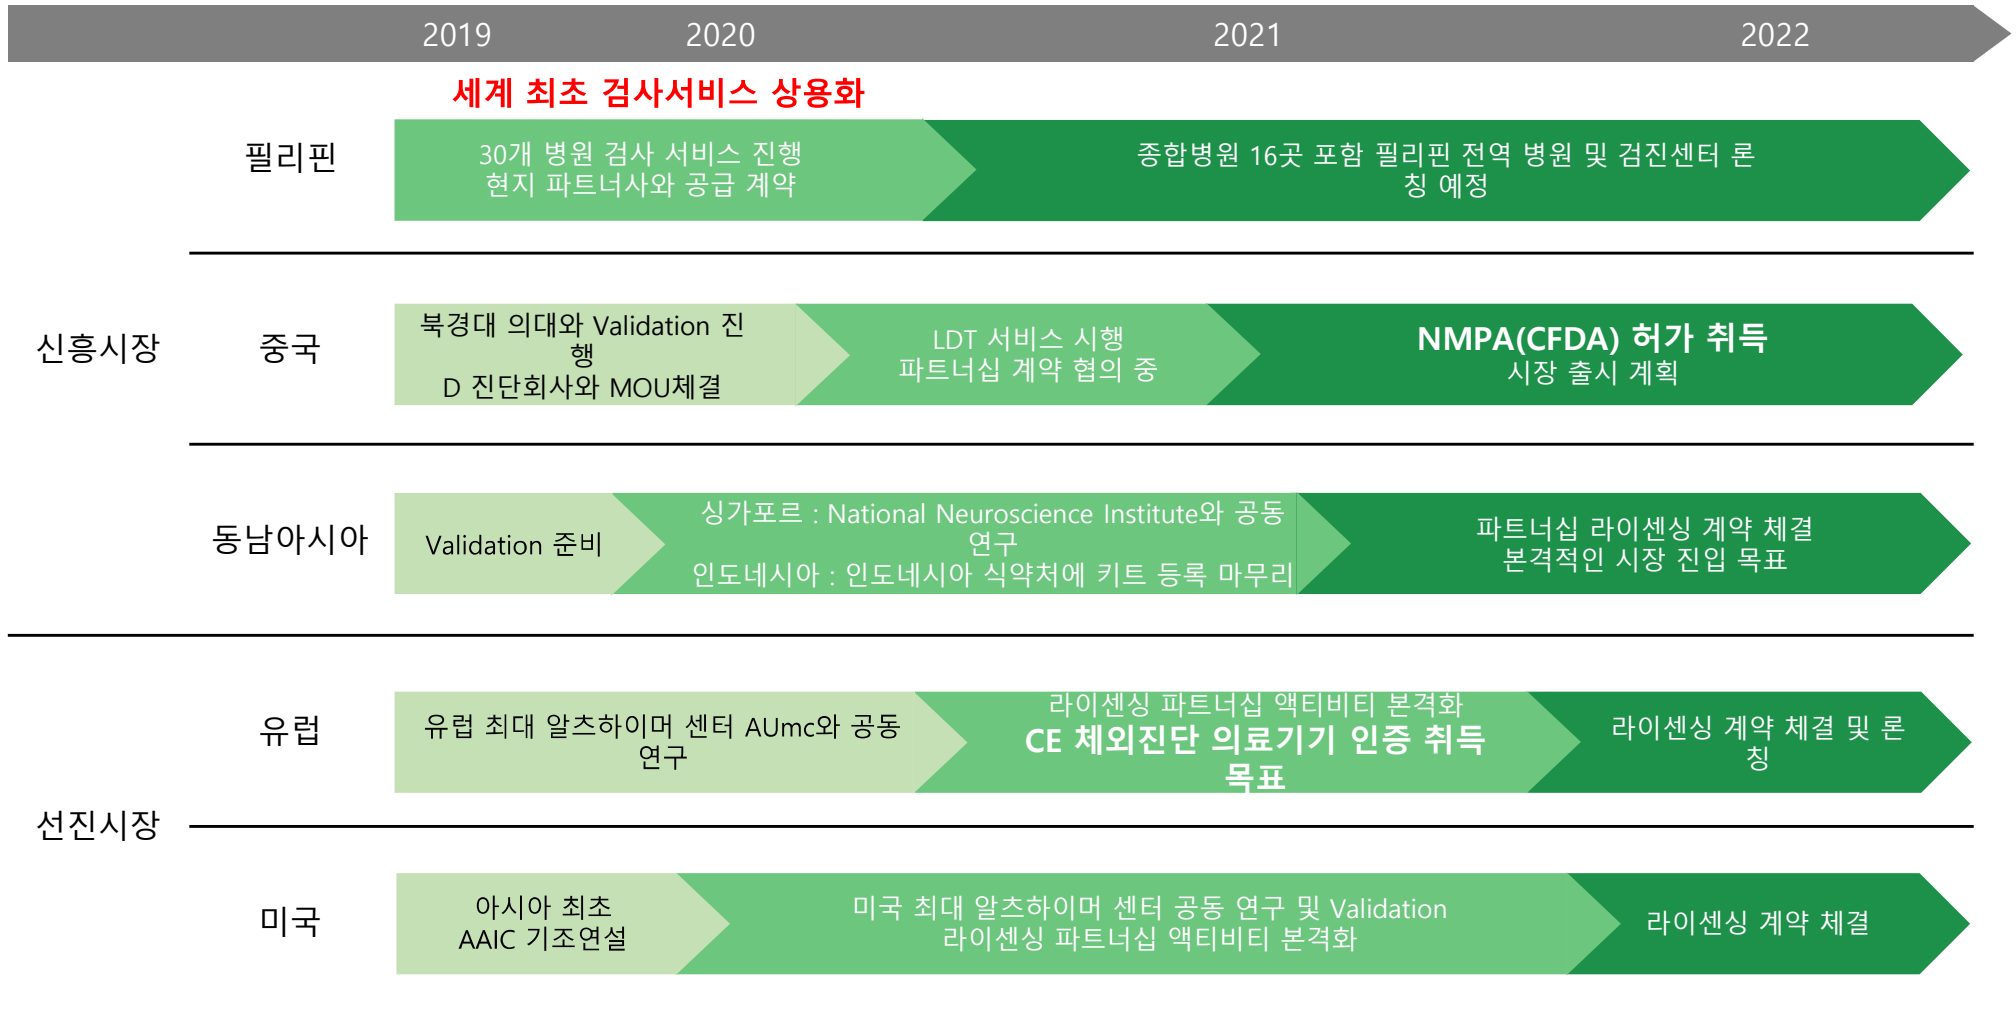 2019 2020 2021 2022
세계 최초 검사서비스 상용화
필리핀
30개 병원 검사 서비스 진행
현지 파트너사와 공급 계약
종합병원 16곳 포함 필리핀 전역 병원 및 검진센터 론
칭 예정
신흥시장
중국
북경대 의대와 Validation 진
행
D 진단회사와 MOU체결
LDT 서비스 시행
파트너십 계약 협의 중
NMPA(CFDA) 허가 취득
시장 출시 계획
동남아시아
Validation 준비
싱가포르 : National Neuroscience Institute와 공동
연구
인도네시아 : 인도네시아 식약처에 키트 등록 마무리
파트너십 라이센싱 계약 체결
본격적인 시장 진입 목표
선진시장
유럽
유럽 최대 알츠하이머 센터 AUmc와 공동
연구
라이센싱 파트너십 액티비티 본격화
CE 체외진단 의료기기 인증 취득
목표
라이센싱 계약 체결 및 론
칭
미국
아시아 최초
AAIC 기조연설
미국 최대 알츠하이머 센터 공동 연구 및 Validation
라이센싱 파트너십 액티비티 본격화
라이센싱 계약 체결